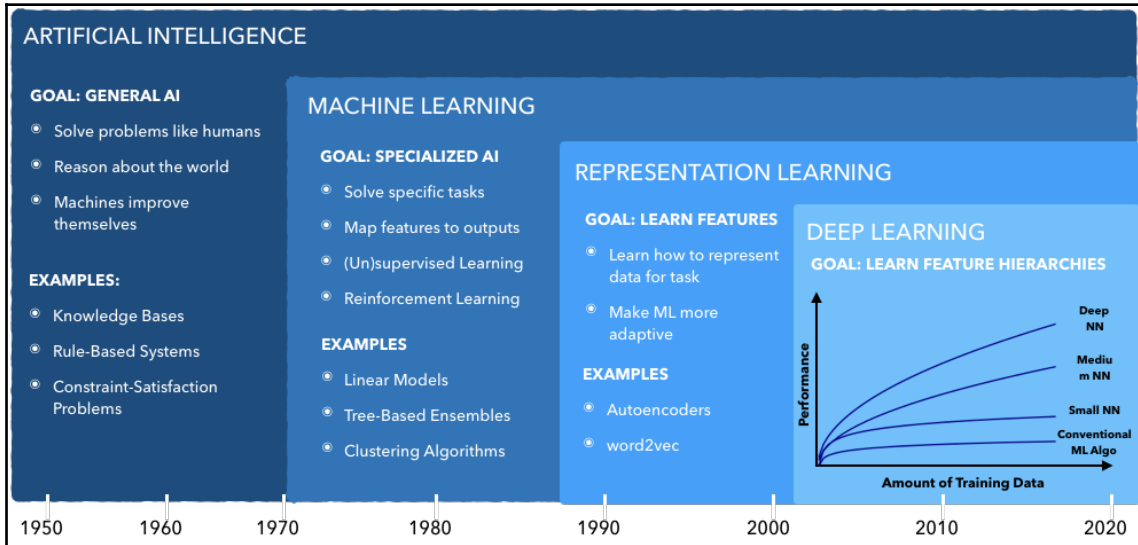 ARTIFICIAL INTELLIGENCE
GOAL: GENERAL AI
Solve problems like humans
Reason about the world
Machines improve
themselves
EXAMPLES:
Knowledge Bases
Rule-Based Systems
Constraint-Satisfaction
Problems
MACHINE LEARNING
GOAL: SPECIALIZED AI
Solve specific tasks
Map features to outputs
(Un)supervised Learning
Reinforcement Learning
EXAMPLES
Linear Models
Tree-Based Ensembles
Clustering Algorithms
REPRESENTATION LEARNING
GOAL: LEARN FEATURES
Learn how to represent
data for task
Make ML more
adaptive
EXAMPLES
Autoencoders
word2vec
DEEP LEARNING
GOAL: LEARN FEATURE HIERARCHIES
Performance
Deep
NN
Mediu
m NN
Small NN
Conventional
ML Algo
Amount of Training Data
1950 1960 1970 1980 1990 2000 2010 2020